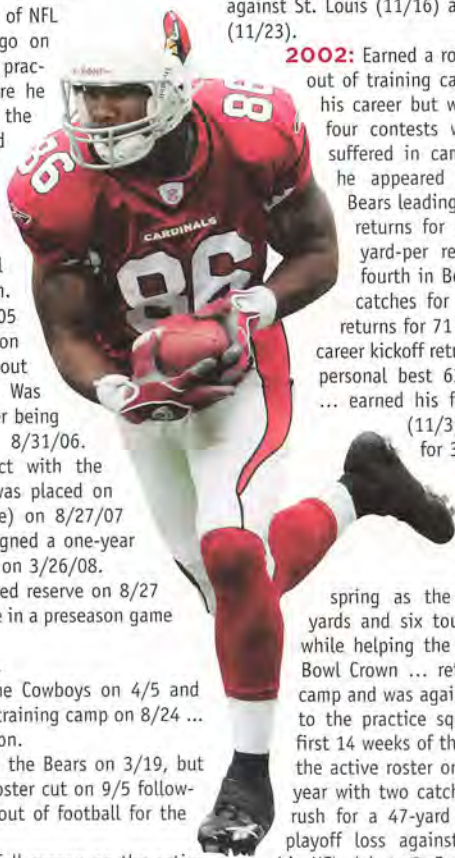 of NFL
go on
prac-
re he
the
d
l
n.
05
on
out
Was
er being
8/31/06.
ct with the
was placed on
e) on 8/27/07
igned a one-year
on 3/26/08.
ed reserve on 8/27
e in a preseason game
he Cowboys on 4/5 and
training camp on 8/24 ...
on.
the Bears on 3/19, but
oster cut on 9/5 follow-
out of football for the
86
86
CARDINALS
86
against St. Louis (11/16) a
(11/23).
2002: Earned a ro
out of training ca
his career but w
four contests w
suffered in cam
he appeared
Bears leading
returns for
yard-per re
fourth in Be
catches for
returns for 71
career kickoff retu
personal best 6
... earned his f
(11/3
for 3
spring as the
yards and six tou
while helping the
Bowl Crown ... ret
camp and was agai
to the practice sq
first 14 weeks of th
the active roster or
year with two catch
rush for a 47-yard
playoff loss against